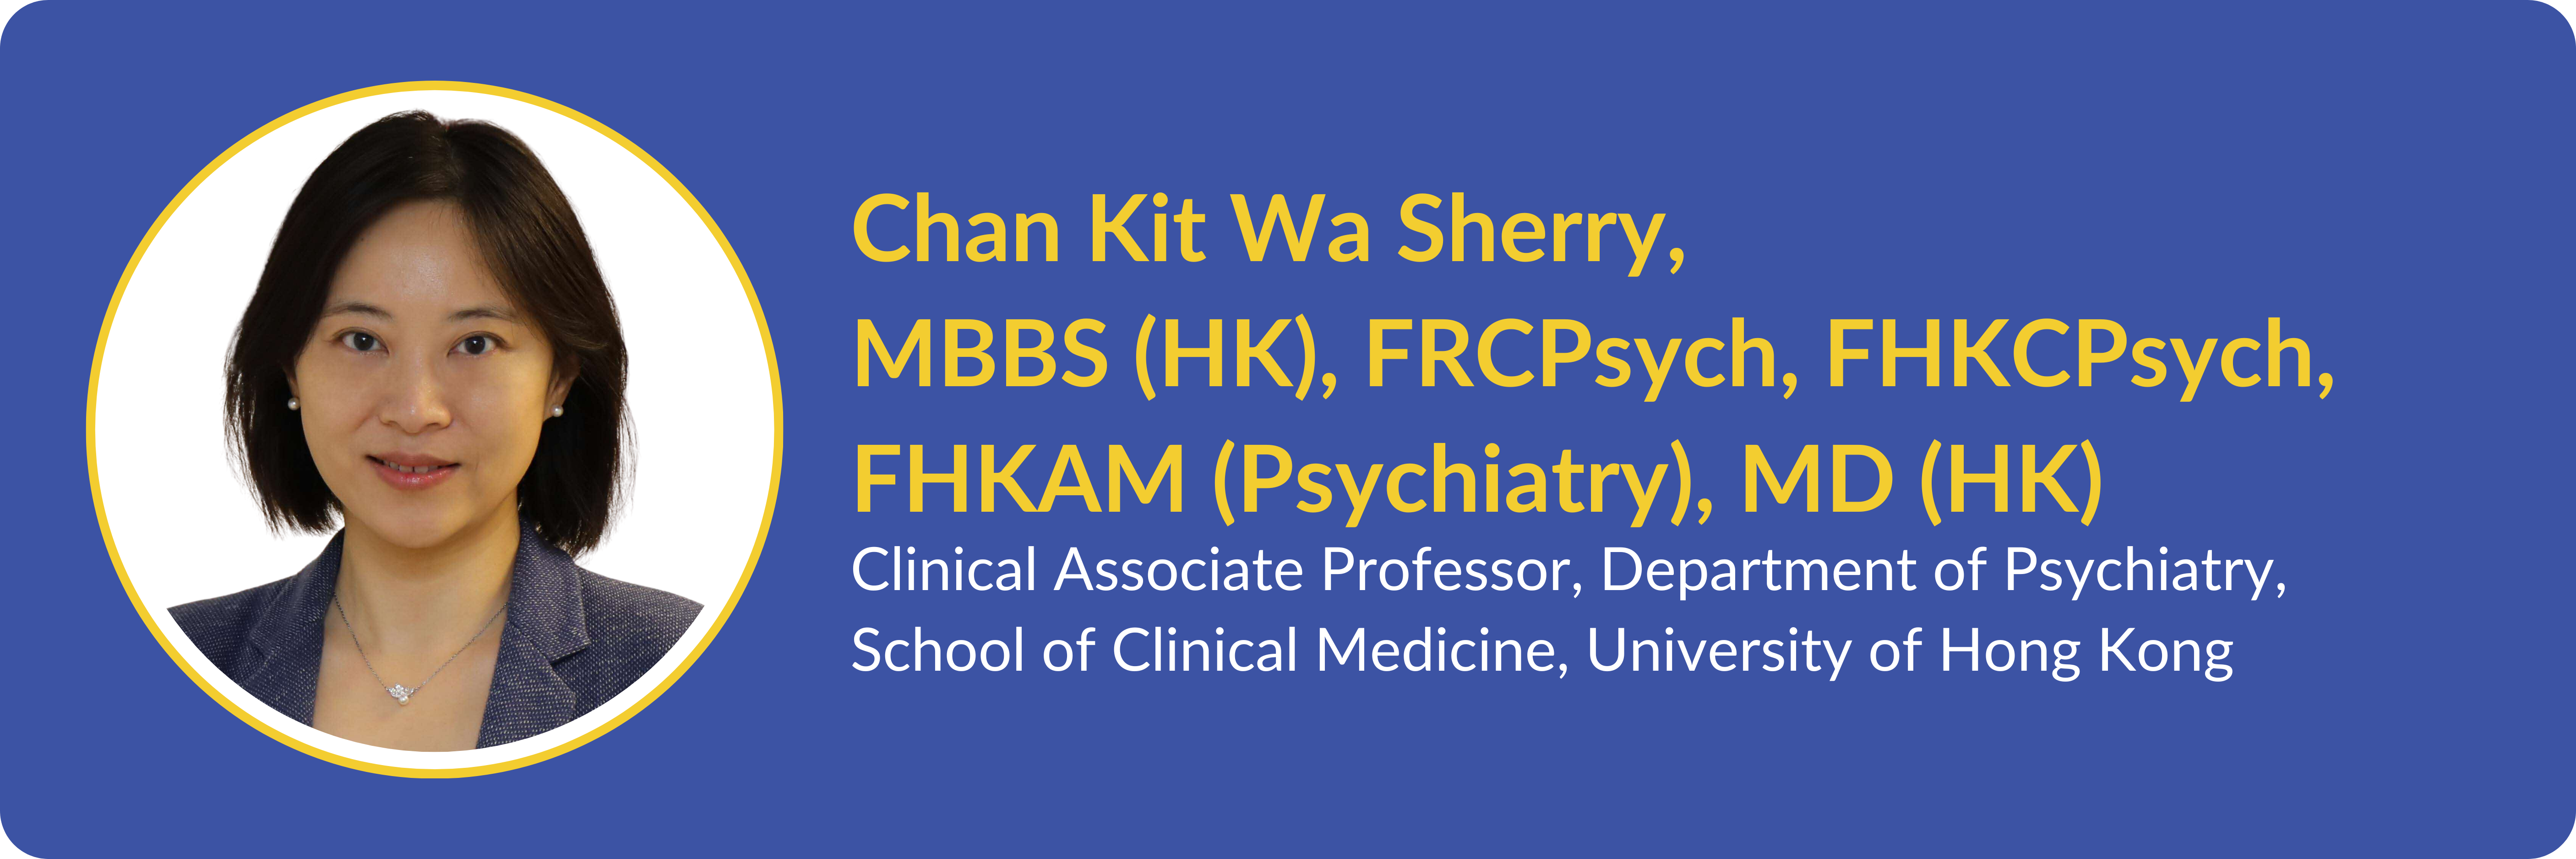 Chan Kit Wa Sherry,
MBBS (HK), FRCPsych, FHKCPsych,
FHKAM (Psychiatry), MD (HK)
Clinical Associate Professor, Department of Psychiatry,
School of Clinical Medicine, University of Hong Kong